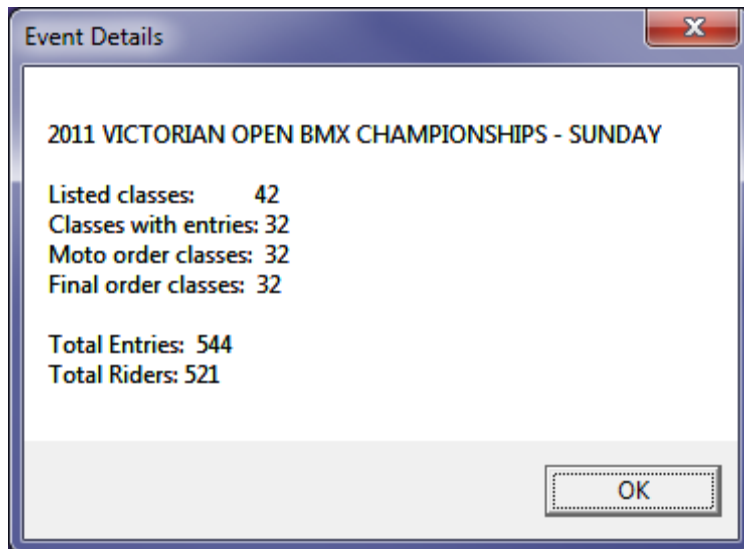 Event Details
2011 VICTORIAN OPEN BMX CHAMPIONSHIPS - SUNDAY
Listed classes: 42
Classes with entries: 32
Moto order classes: 32
Final order classes: 32
Total Entries: 544
Total Riders: 521
OK